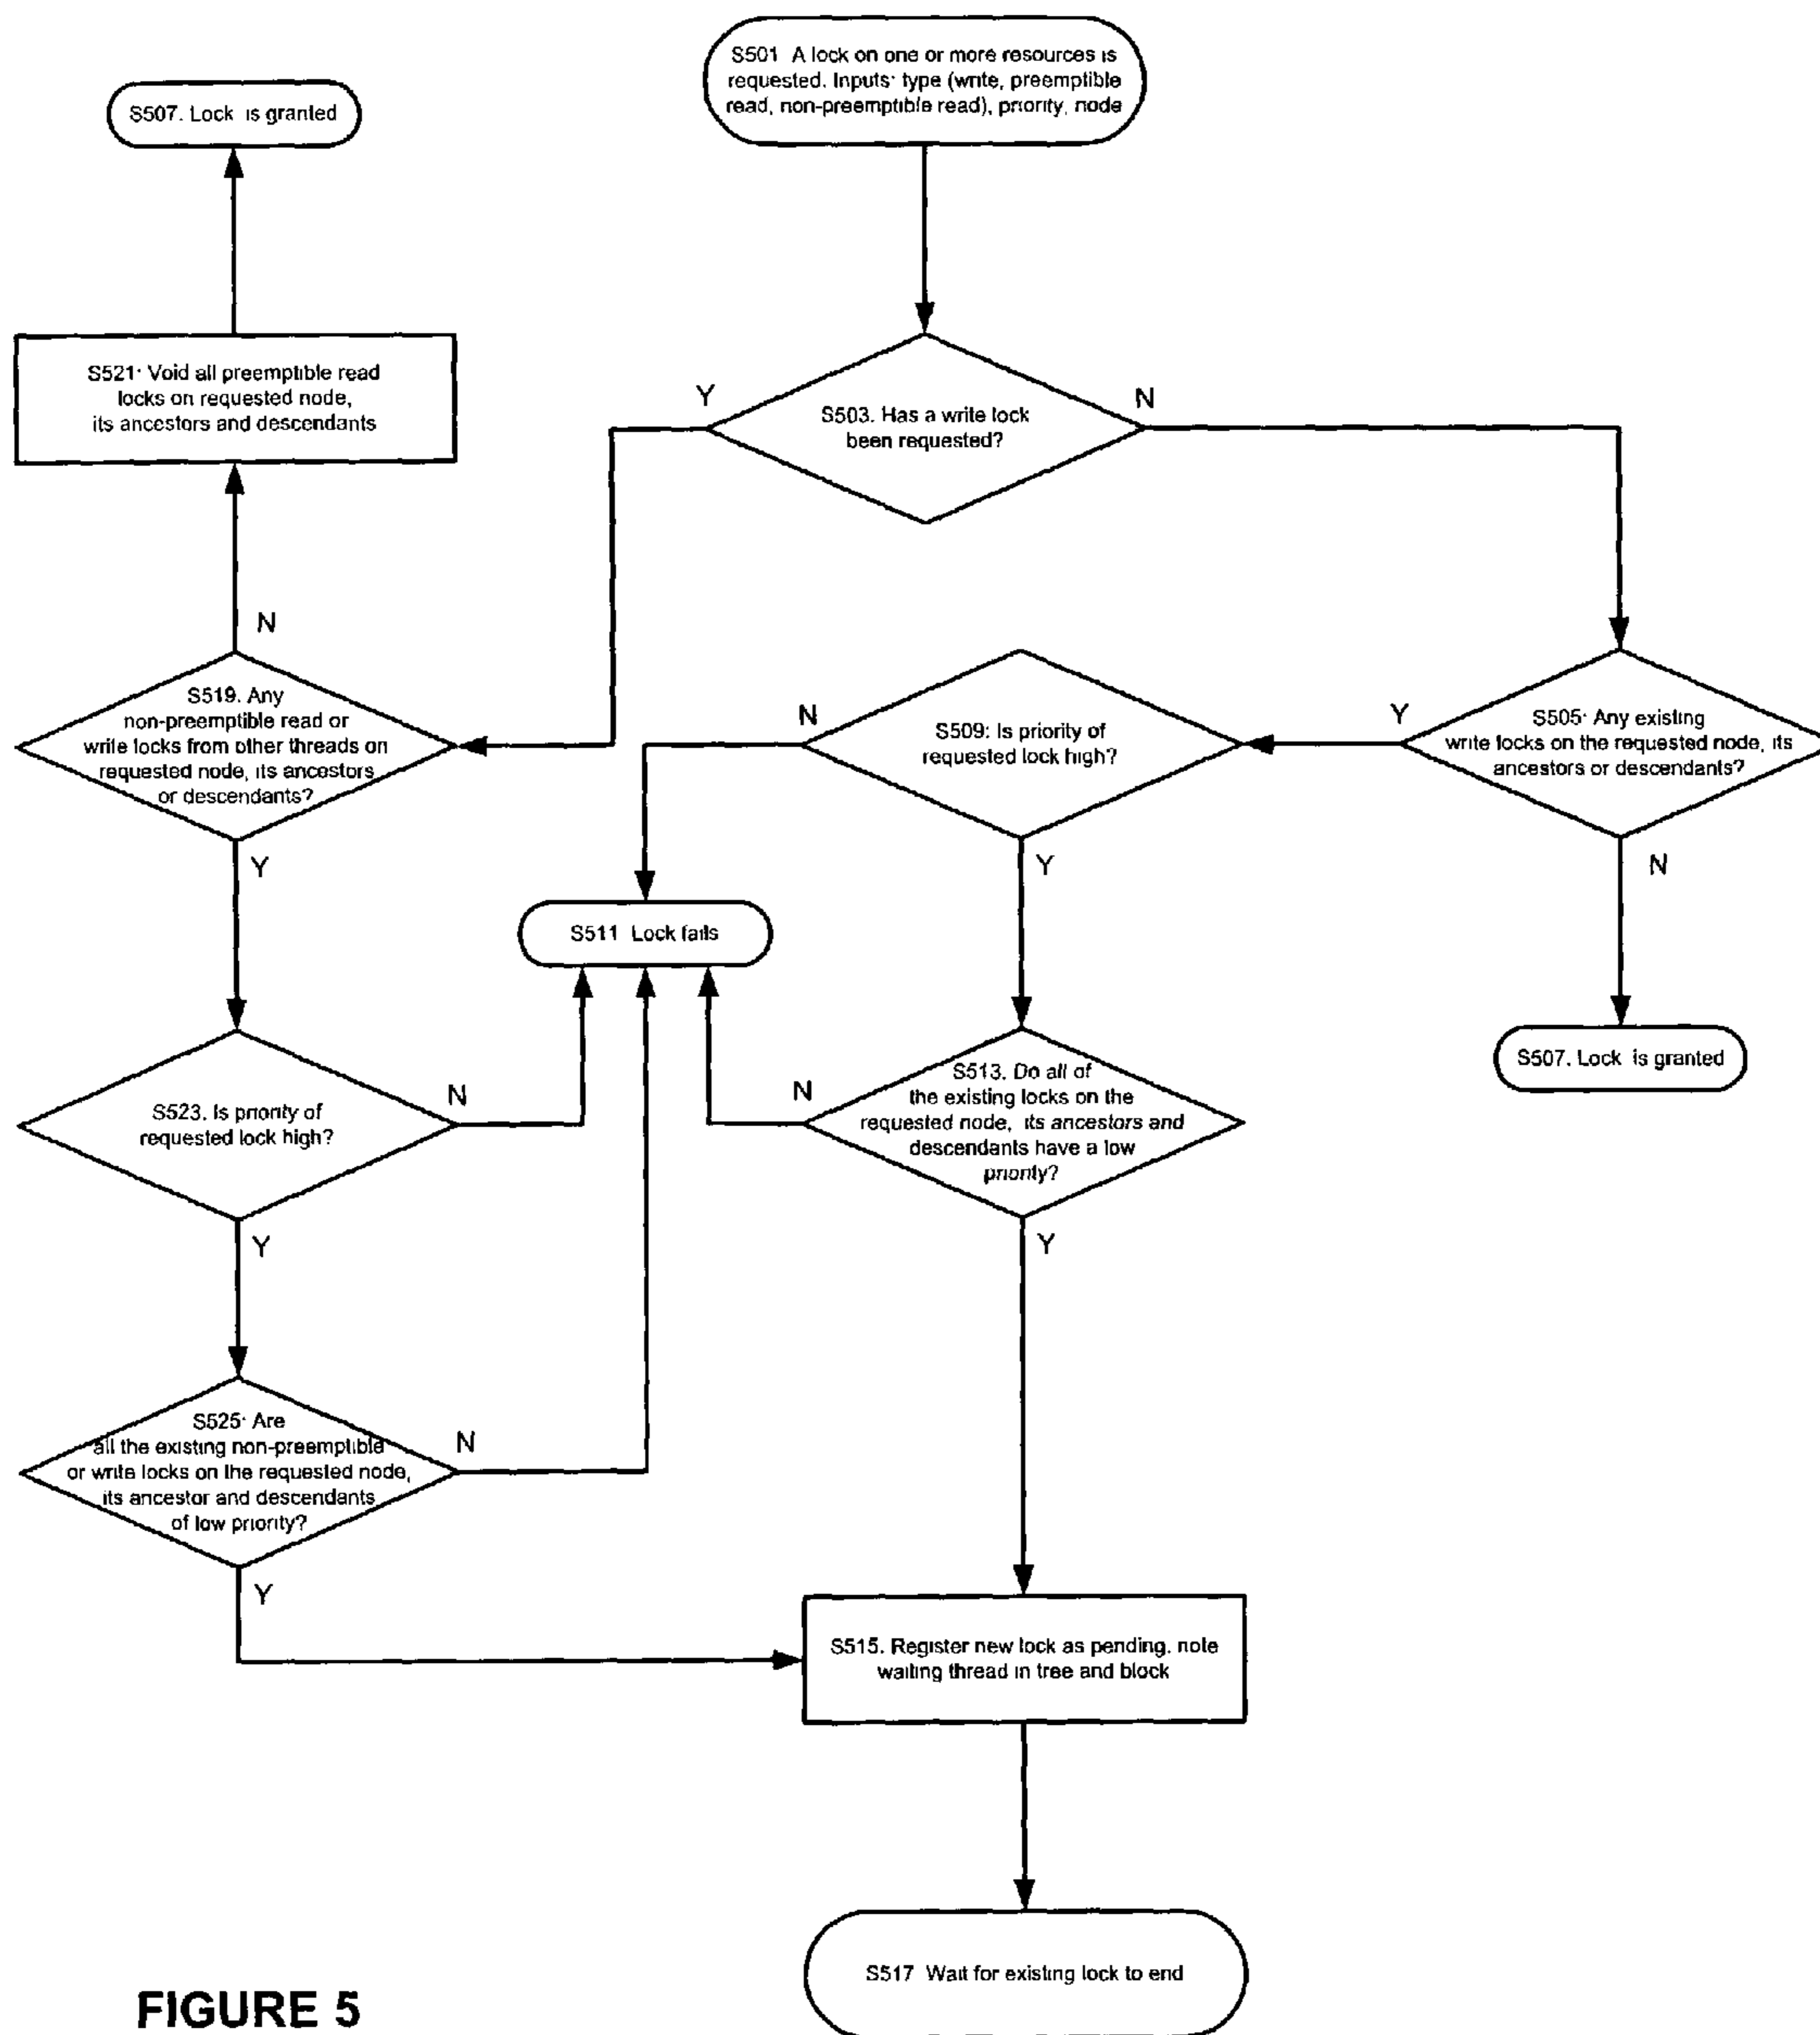 S501 A lock on one or more resources is
requested. Inputs: type (write, preemptible
read, non-preemptible read), priority, node
S507. Lock is granted
S521: Void all preemptible read
locks on requested node,
its ancestors and descendants
Y
S503. Has a write lock
been requested?
N
N
S519. Any
non-preemptible read or
write locks from other threads on
requested node, its ancestors
or descendants?
Y
N
S509: Is priority of
requested lock high?
Y
Y
S505: Any existing
write locks on the requested node, its
ancestors or descendants?
N
S511 Lock fails
S507. Lock is granted
S523. Is priority of
requested lock high?
N
Y
N
S513. Do all of
the existing locks on the
requested node, its ancestors and
descendants have a low
priority?
Y
S525: Are
all the existing non-preemptible
or write locks on the requested node,
its ancestor and descendants
of low priority?
N
Y
S515. Register new lock as pending, note
waiting thread in tree and block
S517 Wait for existing lock to end
FIGURE 5